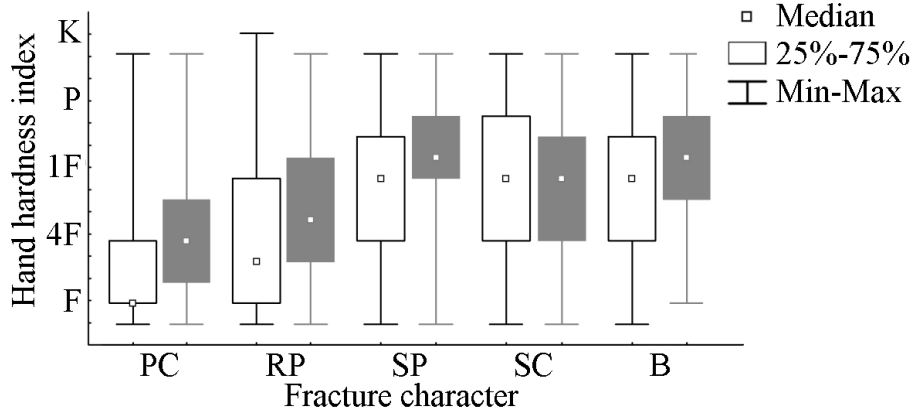 Hand hardness index
K
P
1F
4F
F
Median
25%-75%
Min-Max
PC RP SP SC B
Fracture character